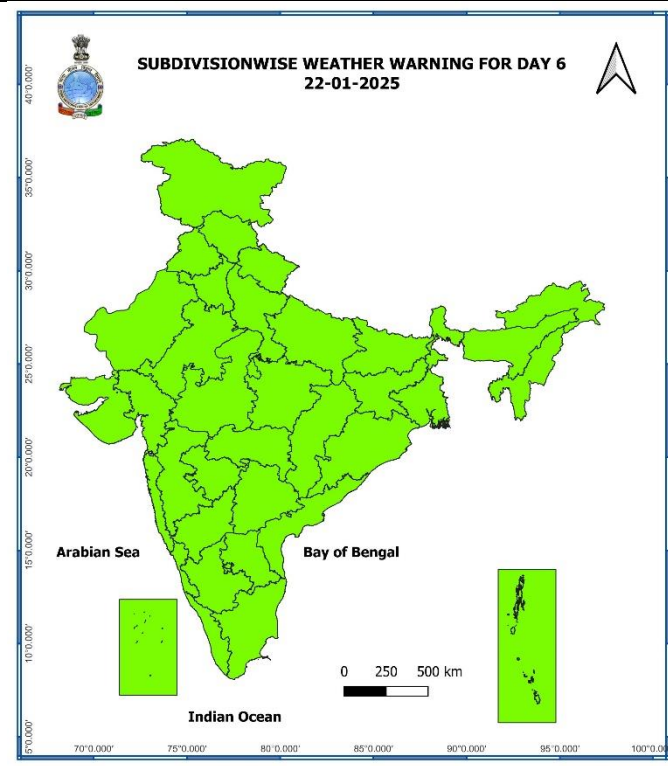 SUBDIVISIONWISE WEATHER WARNING FOR DAY 6
22-01-2025
40°0.000'
35°0.000'
30°0.000'
25°0.000'
20°0.000'
15°0.000'
10°0.000'
5°0.000'
Arabian Sea
Bay of Bengal
0 250 500 km
Indian Ocean
70°0.000' 75°0.000' 80°0.000' 85°0.000' 90°0.000' 95°0.000' 100°0.00